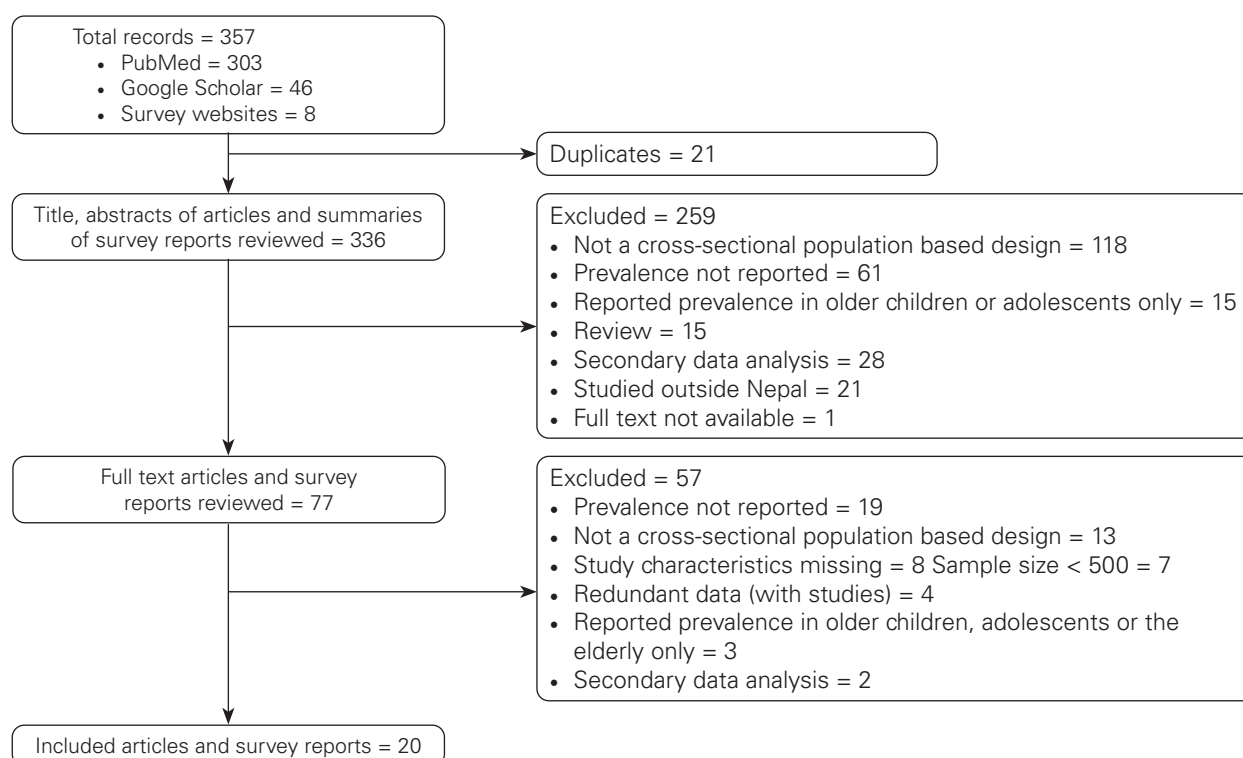 Total records = 357
• PubMed = 303
• Google Scholar = 46
• Survey websites = 8
Duplicates = 21
Title, abstracts of articles and summaries
of survey reports reviewed = 336
Excluded = 259
• Not a cross-sectional population based design = 118
• Prevalence not reported = 61
• Reported prevalence in older children or adolescents only = 15
• Review = 15
• Secondary data analysis = 28
• Studied outside Nepal = 21
• Full text not available = 1
Full text articles and survey
reports reviewed = 77
Excluded = 57
• Prevalence not reported = 19
• Not a cross-sectional population based design = 13
• Study characteristics missing = 8 Sample size < 500 = 7
• Redundant data (with studies) = 4
• Reported prevalence in older children, adolescents or the
elderly only = 3
• Secondary data analysis = 2
Included articles and survey reports = 20